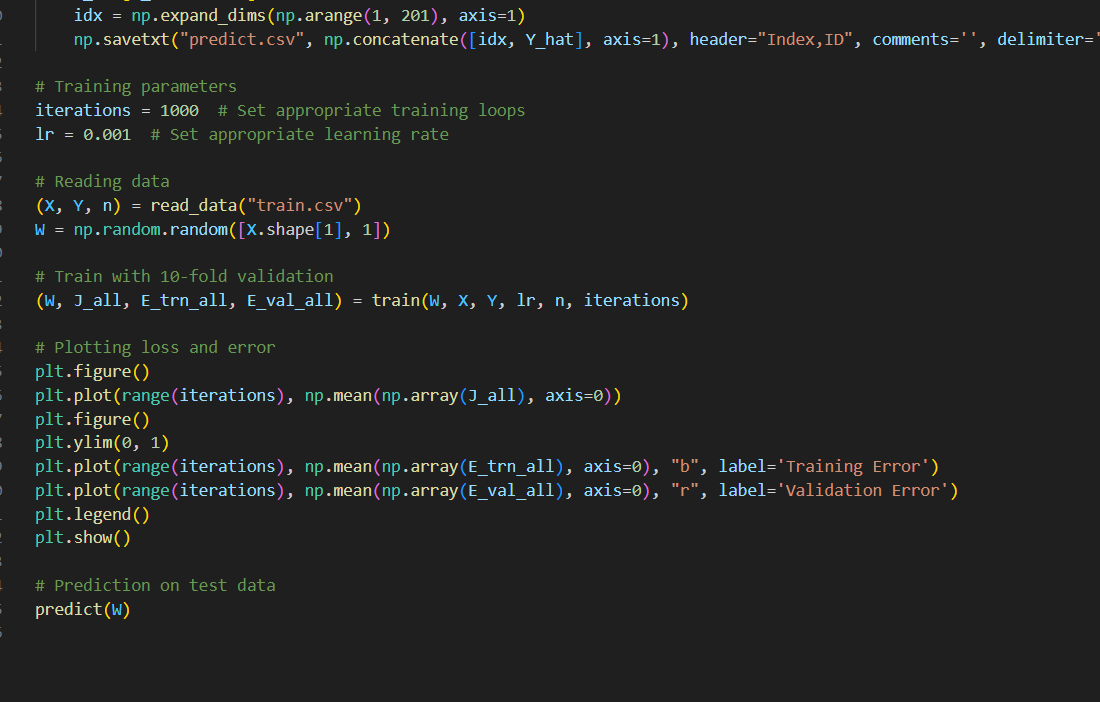 idx = np.expand_dims(np.arange(1, 201), axis=1)
np.savetxt("predict.csv", np.concatenate([idx, Y_hat], axis=1), header="Index,ID", comments='', delimiter='
# Training parameters
iterations = 1000  # Set appropriate training loops
lr = 0.001  # Set appropriate learning rate
# Reading data
(X, Y, n) = read_data("train.csv")
W = np.random.random([X.shape[1], 1])
# Train with 10-fold validation
(W, J_all, E_trn_all, E_val_all) = train(W, X, Y, lr, n, iterations)
# Plotting loss and error
plt.figure()
plt.plot(range(iterations), np.mean(np.array(J_all), axis=0))
plt.figure()
plt.ylim(0, 1)
plt.plot(range(iterations), np.mean(np.array(E_trn_all), axis=0), "b", label='Training Error')
plt.plot(range(iterations), np.mean(np.array(E_val_all), axis=0), "r", label='Validation Error')
plt.legend()
plt.show()
# Prediction on test data
predict(W)